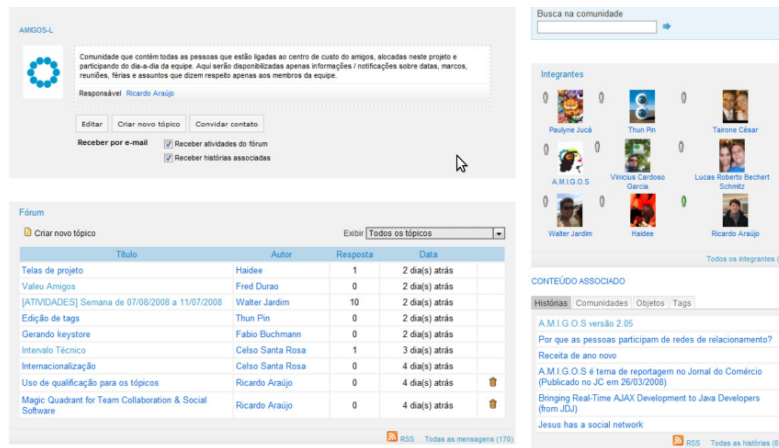 AMIGOS-L
Comunidade que contém todas as pessoas que estão ligadas ao centro de custo do amigos, alocadas neste projeto e
participando do dia-a-dia da equipe. Aqui serão disponibilizadas apenas informações / notificações sobre datas, marcos,
reuniões, férias e assuntos que dizem respeito apenas aos membros da equipe.
Responsável Ricardo Araújo
Editar Criar novo tópico Convidar contato
Receber por e-mail Receber atividades do fórum
Receber histórias associadas
Fórum
Criar novo tópico Exibir Todos os tópicos
Título Autor Resposta Data
Telas de projeto Haidee 1 2 dia(s) atrás
Valeu Amigos Fred Durao 0 2 dia(s) atrás
[ATIVIDADES] Semana de 07/08/2008 a 11/07/2008 Walter Jardim 10 2 dia(s) atrás
Edição de tags Thun Pin 0 2 dia(s) atrás
Gerando keystore Fabio Buchmann 0 2 dia(s) atrás
Intervalo Técnico Celso Santa Rosa 1 3 dia(s) atrás
Internacionalização Celso Santa Rosa 0 4 dia(s) atrás
Uso de qualificação para os tópicos Ricardo Araújo 0 4 dia(s) atrás
Magic Quadrant for Team Collaboration & Social
Software Ricardo Araújo 0 4 dia(s) atrás
RSS Todas as mensagens (170)
Busca na comunidade
Integrantes
Paulyne Jucá Thun Pin Tairone César
A.M.I.G.O.S Vinicius Cardoso
Garcia Lucas Roberto Bechert
Schmitz
Walter Jardim Haidee Ricardo Araújo
Todos os integrantes (
CONTEÚDO ASSOCIADO
Histórias Comunidades Objetos Tags
A.M.I.G.O.S versão 2.05
Por que as pessoas participam de redes de relacionamento?
Receita de ano novo
A.M.I.G.O.S é tema de reportagem no Jornal do Comércio
(Publicado no JC em 26/03/2008)
Bringing Real-Time AJAX Development to Java Developers
(from JDJ)
Jesus has a social network
RSS Todas as histórias (6